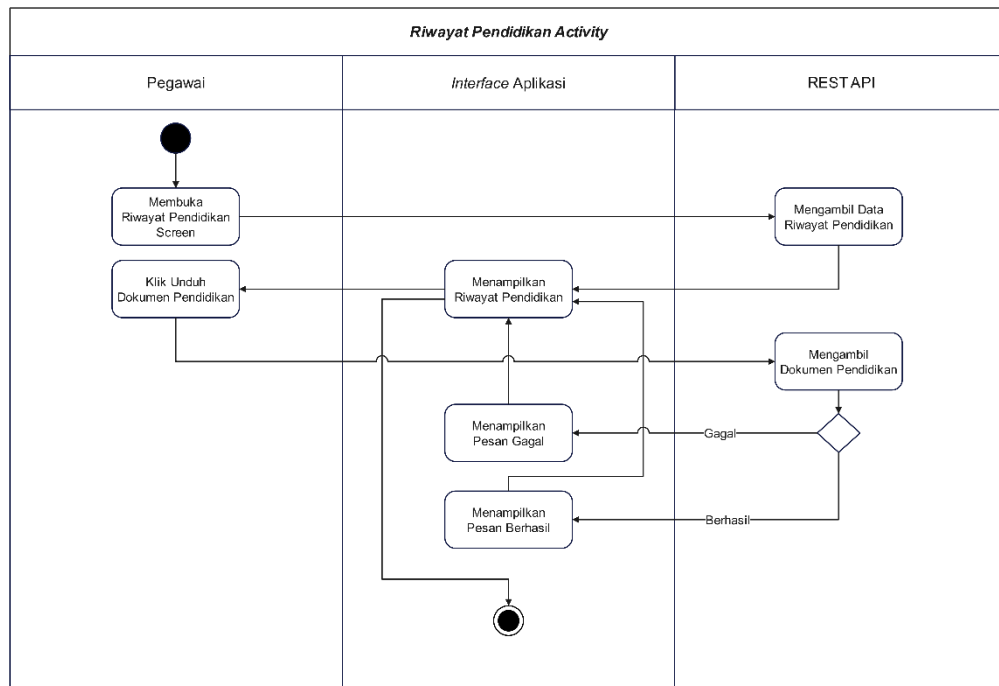 Riwayat Pendidikan Activity
Pegawai
Interface Aplikasi
REST API
Membuka
Riwayat Pendidikan
Screen
Mengambil Data
Riwayat Pendidikan
Klik Unduh
Dokumen Pendidikan
Menampilkan
Riwayat Pendidikan
Mengambil
Dokumen Pendidikan
Menampilkan
Pesan Gagal
Gagal
Menampilkan
Pesan Berhasil
Berhasil